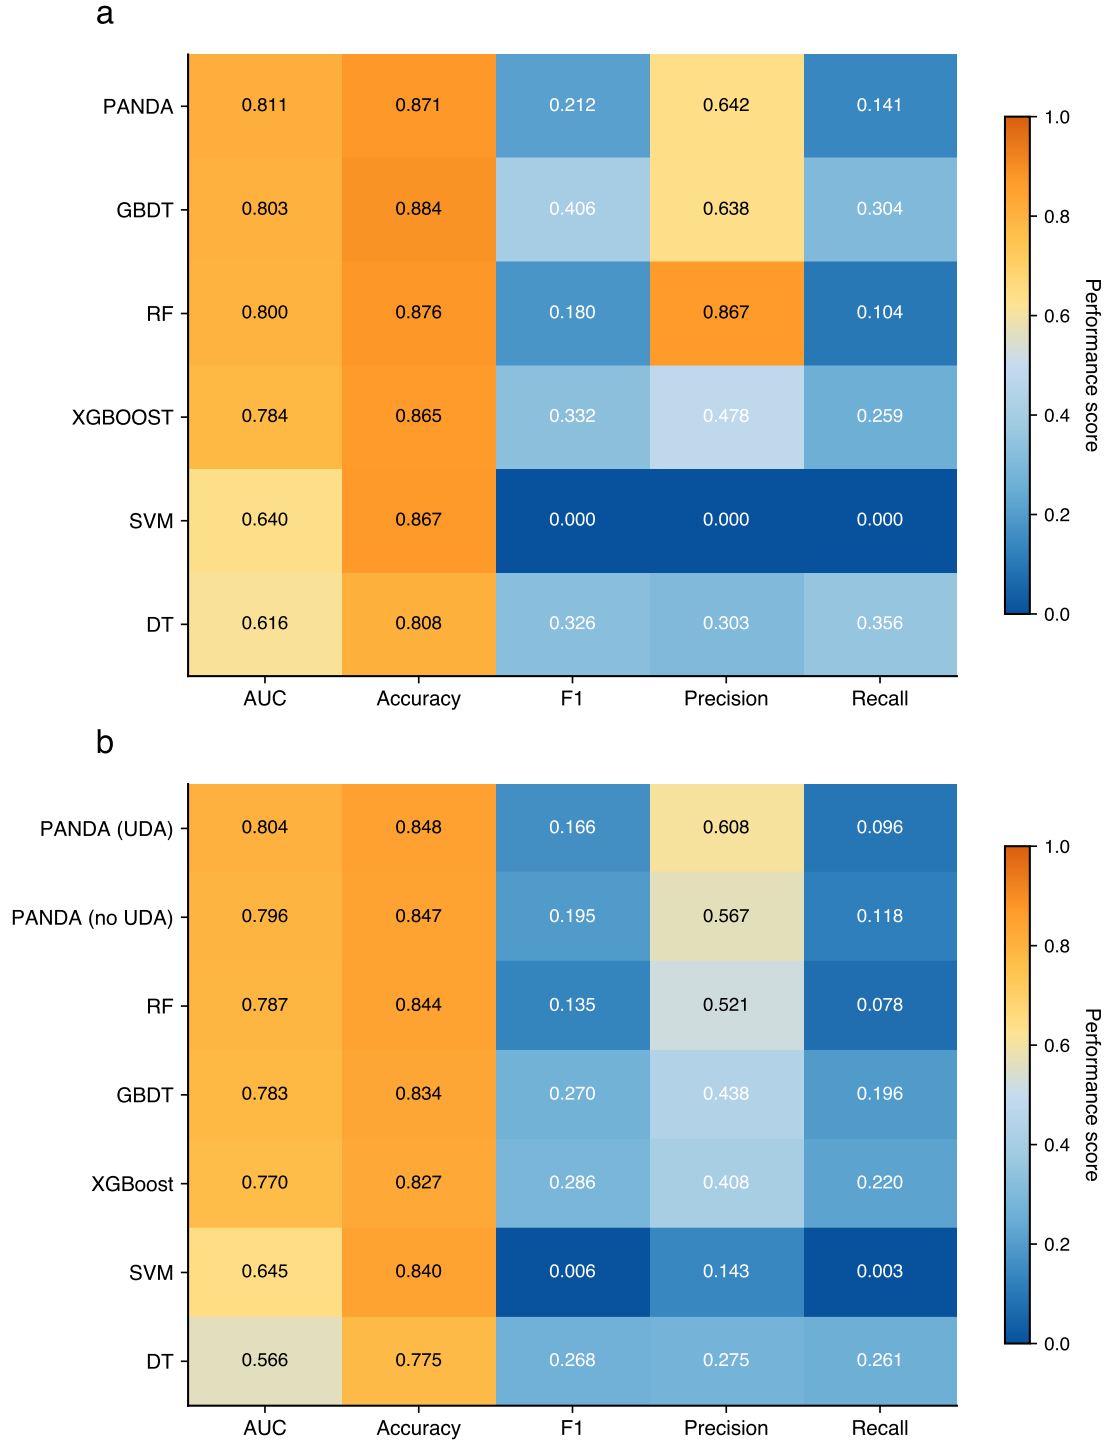 a
PANDA 0.811 0.871 0.212 0.642 0.141
GBDT 0.803 0.884 0.406 0.638 0.304
RF 0.800 0.876 0.180 0.867 0.104
XGBOOST 0.784 0.865 0.332 0.478 0.259
SVM 0.640 0.867 0.000 0.000 0.000
DT 0.616 0.808 0.326 0.303 0.356
AUC Accuracy F1 Precision Recall
1.0
0.8
0.6
0.4
0.2
0.0
Performance score
b
PANDA (UDA) 0.804 0.848 0.166 0.608 0.096
PANDA (no UDA) 0.796 0.847 0.195 0.567 0.118
RF 0.787 0.844 0.135 0.521 0.078
GBDT 0.783 0.834 0.270 0.438 0.196
XGBoost 0.770 0.827 0.286 0.408 0.220
SVM 0.645 0.840 0.006 0.143 0.003
DT 0.566 0.775 0.268 0.275 0.261
AUC Accuracy F1 Precision Recall
1.0
0.8
0.6
0.4
0.2
0.0
Performance score